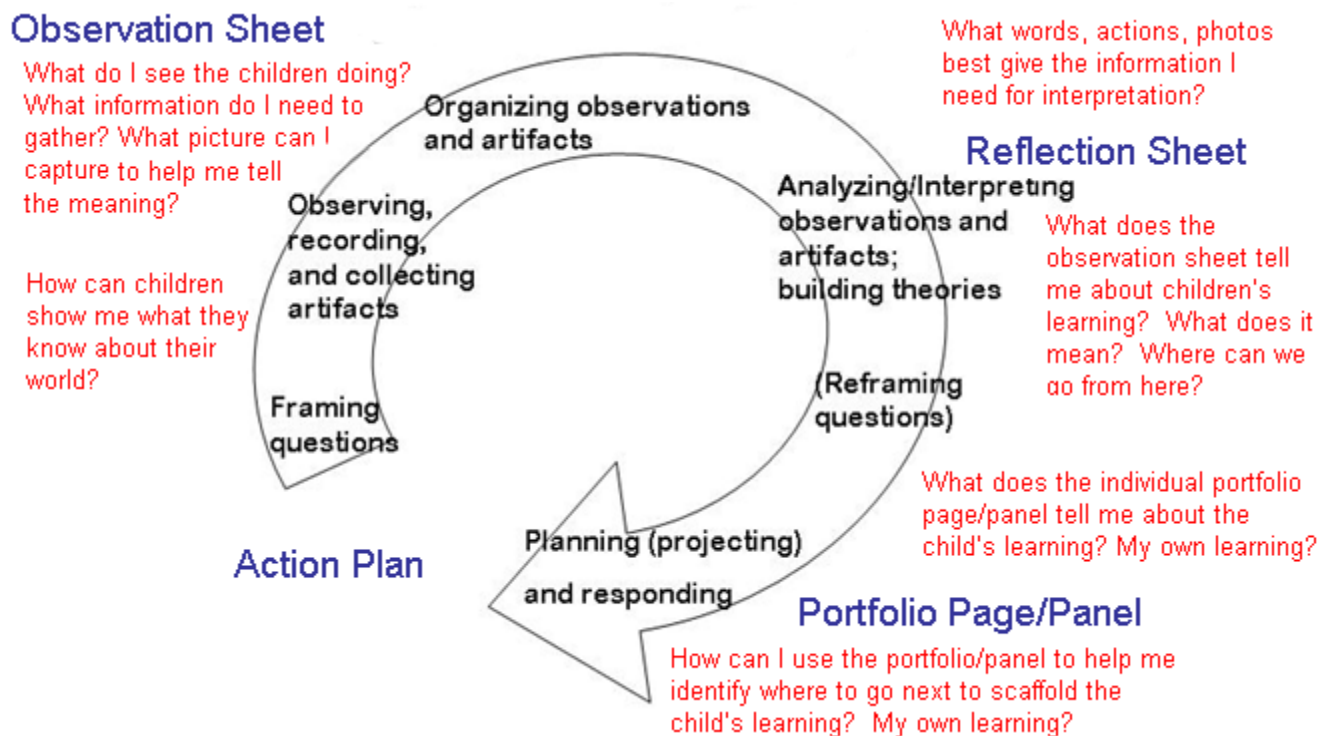 Observation Sheet
What do I see the children doing?
What information do I need to
gather? What picture can I
capture to help me tell
the meaning?
How can children
show me what they
know about their
world?
Framing
questions
Observing,
recording,
and collecting
artifacts
Organizing observations
and artifacts
What words, actions, photos
best give the information I
need for interpretation?
Reflection Sheet
Analyzing/Interpreting
observations and
artifacts;
building theories
What does the
observation sheet tell
me about children's
learning? What does it
mean? Where can we
go from here?
(Reframing
questions)
What does the individual portfolio
page/panel tell me about the
child's learning? My own learning?
Planning (projecting)
and responding
Action Plan
Portfolio Page/Panel
How can I use the portfolio/panel to help me
identify where to go next to scaffold the
child's learning? My own learning?